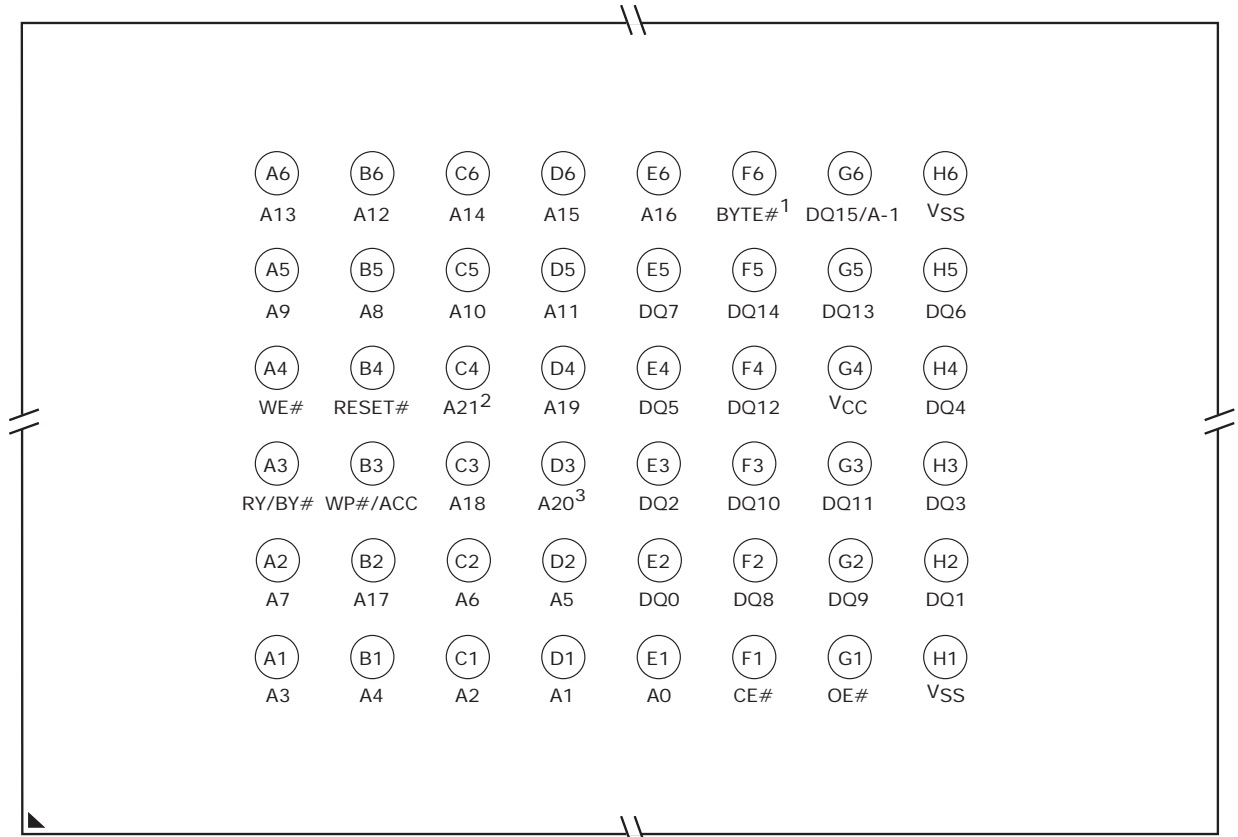 A6 B6 C6 D6 E6 F6 G6 H6
A13 A12 A14 A15 A16 BYTE#1 DQ15/A-1 VSS
A5 B5 C5 D5 E5 F5 G5 H5
A9 A8 A10 A11 DQ7 DQ14 DQ13 DQ6
A4 B4 C4 D4 E4 F4 G4 H4
WE# RESET# A212 A19 DQ5 DQ12 VCC DQ4
A3 B3 C3 D3 E3 F3 G3 H3
RY/BY# WP#/ACC A18 A203 DQ2 DQ10 DQ11 DQ3
A2 B2 C2 D2 E2 F2 G2 H2
A7 A17 A6 A5 DQ0 DQ8 DQ9 DQ1
A1 B1 C1 D1 E1 F1 G1 H1
A3 A4 A2 A1 A0 CE# OE# VSS